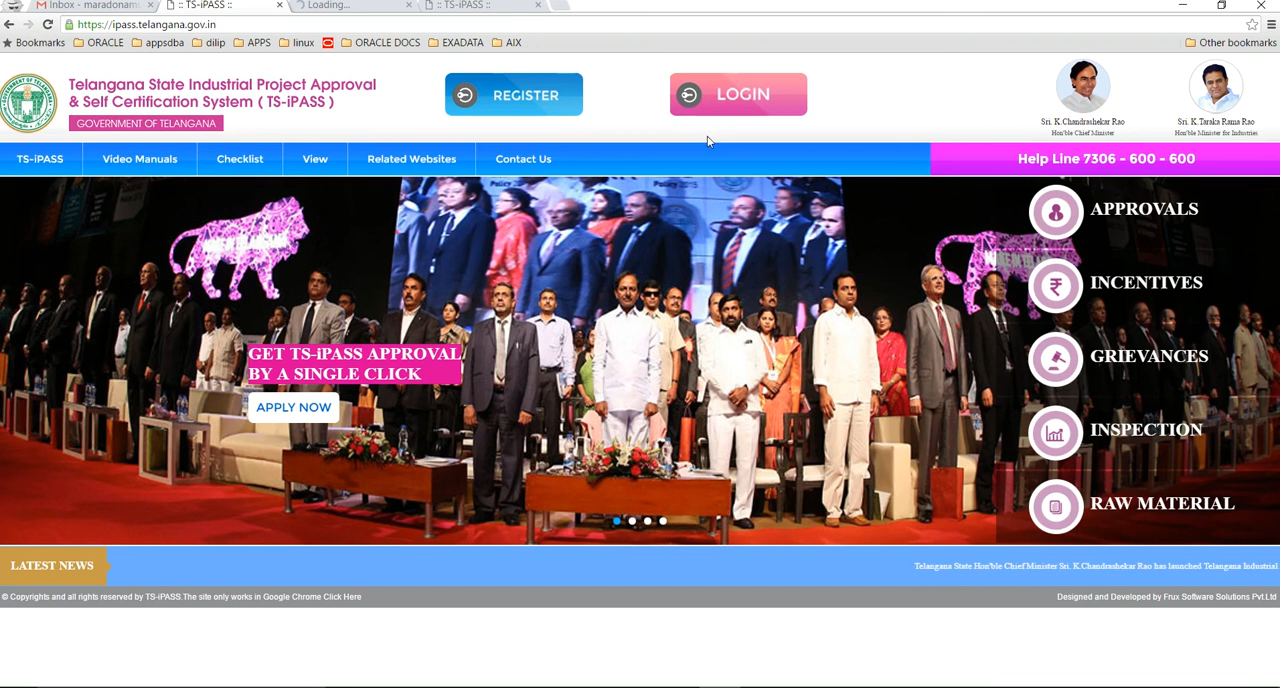 Inbox - maradonam
:: TS-iPASS ::
Loading...
:: TS-iPASS ::
https://ipass.telangana.gov.in
Bookmarks ORACLE appsdba dilip APPS linux ORACLE DOCS EXADATA AIX Other bookmarks
Telangana State Industrial Project Approval
& Self Certification System ( TS-iPASS )
GOVERNMENT OF TELANGANA
REGISTER
LOGIN
Sri. K.Chandrashekar Rao
Hon'ble Chief Minister
Sri. K.Taraka Rama Rao
Hon'ble Minister for Industries
TS-iPASS Video Manuals Checklist View Related Websites Contact Us
Help Line 7306 - 600 - 600
Policy 2015
APPROVALS
INCENTIVES
GRIEVANCES
INSPECTION
RAW MATERIAL
GET TS-iPASS APPROVAL
BY A SINGLE CLICK
APPLY NOW
LATEST NEWS
Telangana State Hon'ble Chief Minister Sri. K.Chandrashekar Rao has launched Telangana Industrial
© Copyrights and all rights reserved by TS-iPASS.The site only works in Google Chrome Click Here
Designed and Developed by Frux Software Solutions Pvt.Ltd